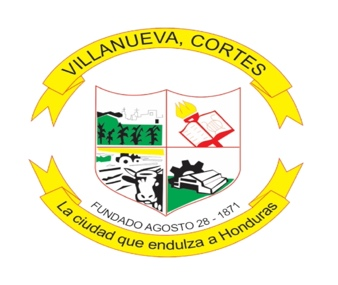 VILLANUEVA, CORTES
FUNDADO AGOSTO 28 - 1871
La ciudad que endulza a Honduras